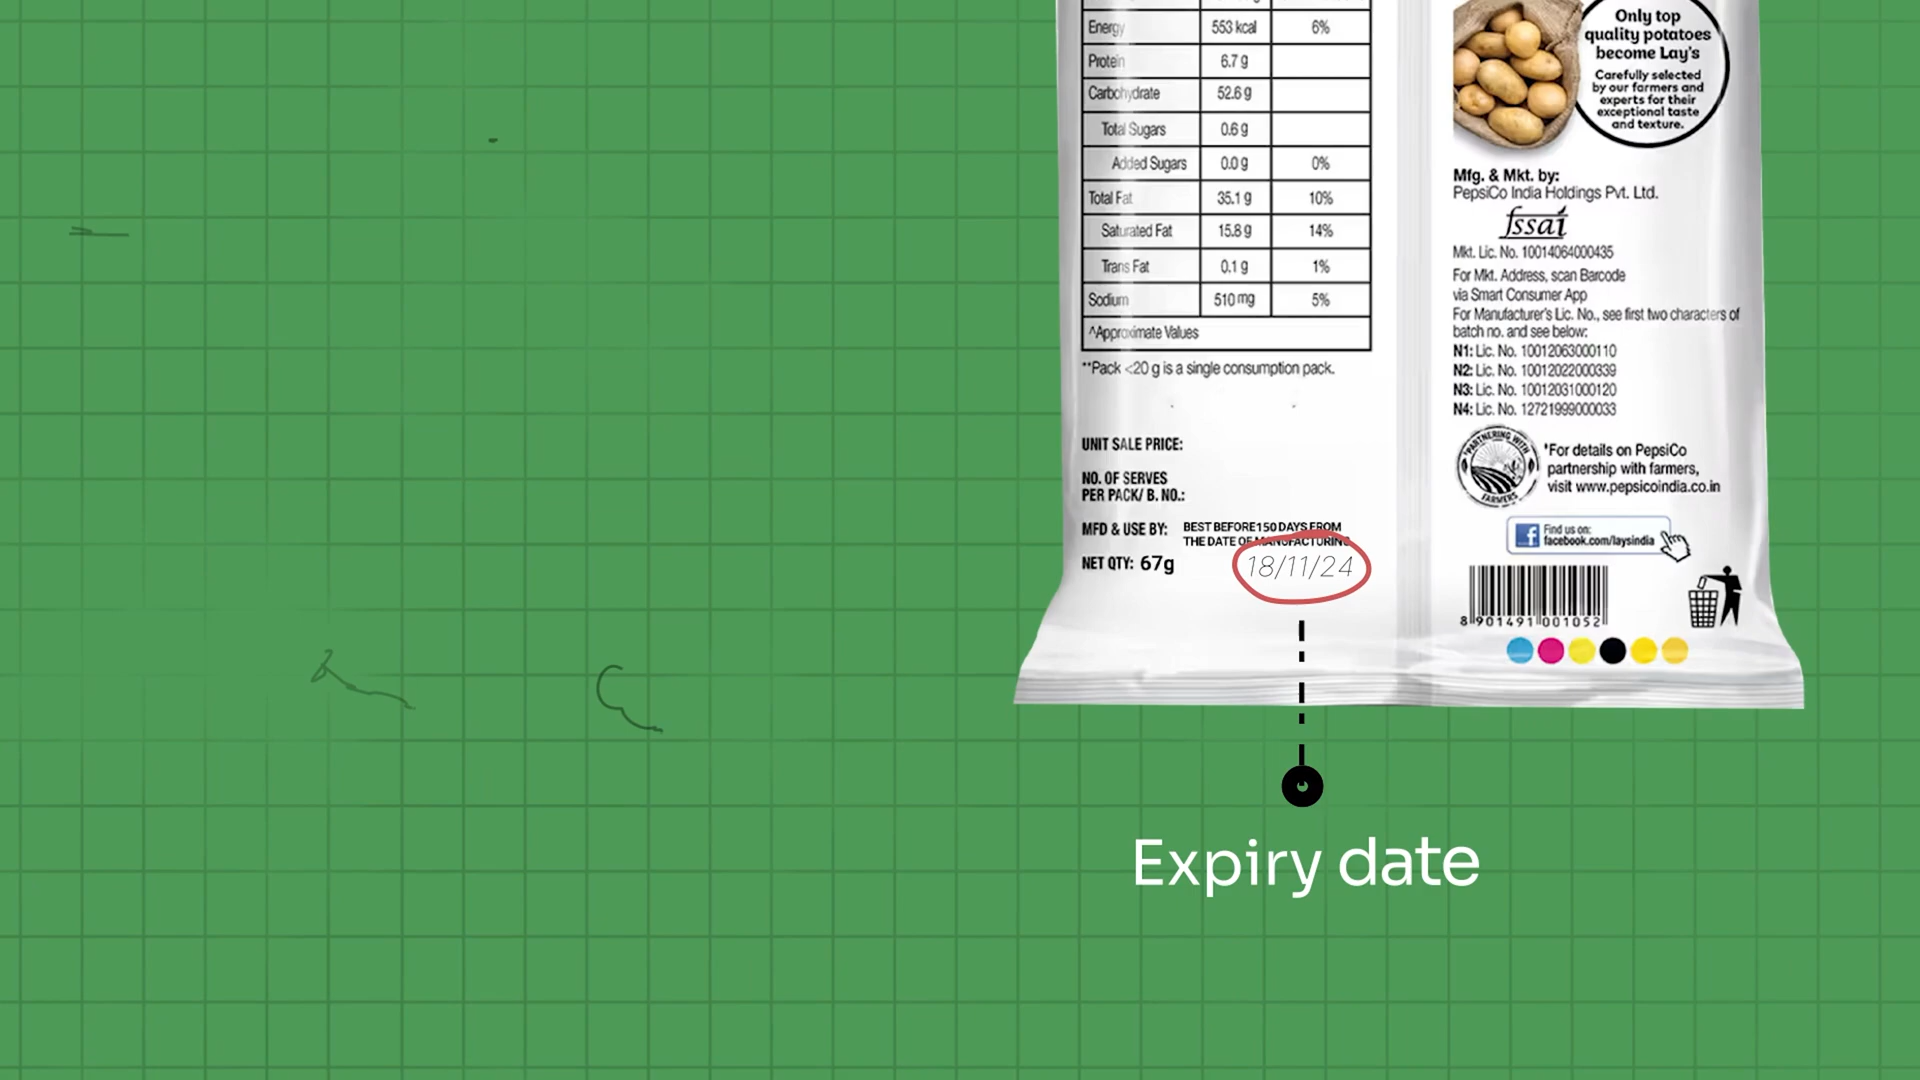 Energy 553 kcal 6%
Protein 6.7 g
Carbohydrate 52.6 g
Total Sugars 0.6 g
Added Sugars 0.0 g 0%
Total Fat 35.1 g 10%
Saturated Fat 15.8 g 14%
Trans Fat 0.1 g 1%
Sodium 510 mg 5%
^Approximate Values
**Pack <20 g is a single consumption pack.
UNIT SALE PRICE:
NO. OF SERVES
PER PACK/ B. NO.:
MFD & USE BY: BEST BEFORE 150 DAYS FROM
THE DATE OF MANUFACTURING
NET QTY: 67g
18/11/24
Only top
quality potatoes
become Lay's
Carefully selected
by our farmers and
experts for their
exceptional taste
and texture.
Mfg. & Mkt. by:
PepsiCo India Holdings Pvt. Ltd.
fssai
Mkt. Lic. No. 10014064000435
For Mkt. Address, scan Barcode
via Smart Consumer App
For Manufacturer's Lic. No., see first two characters of
batch no. and see below:
N1: Lic. No. 10012063000110
N2: Lic. No. 10012022000339
N3: Lic. No. 10012031000120
N4: Lic. No. 12721999000033
PARTNERING WITH
FARMERS
*For details on PepsiCo
partnership with farmers,
visit www.pepsicoindia.co.in
Find us on:
facebook.com/laysindia
8 901491 001052
Expiry date